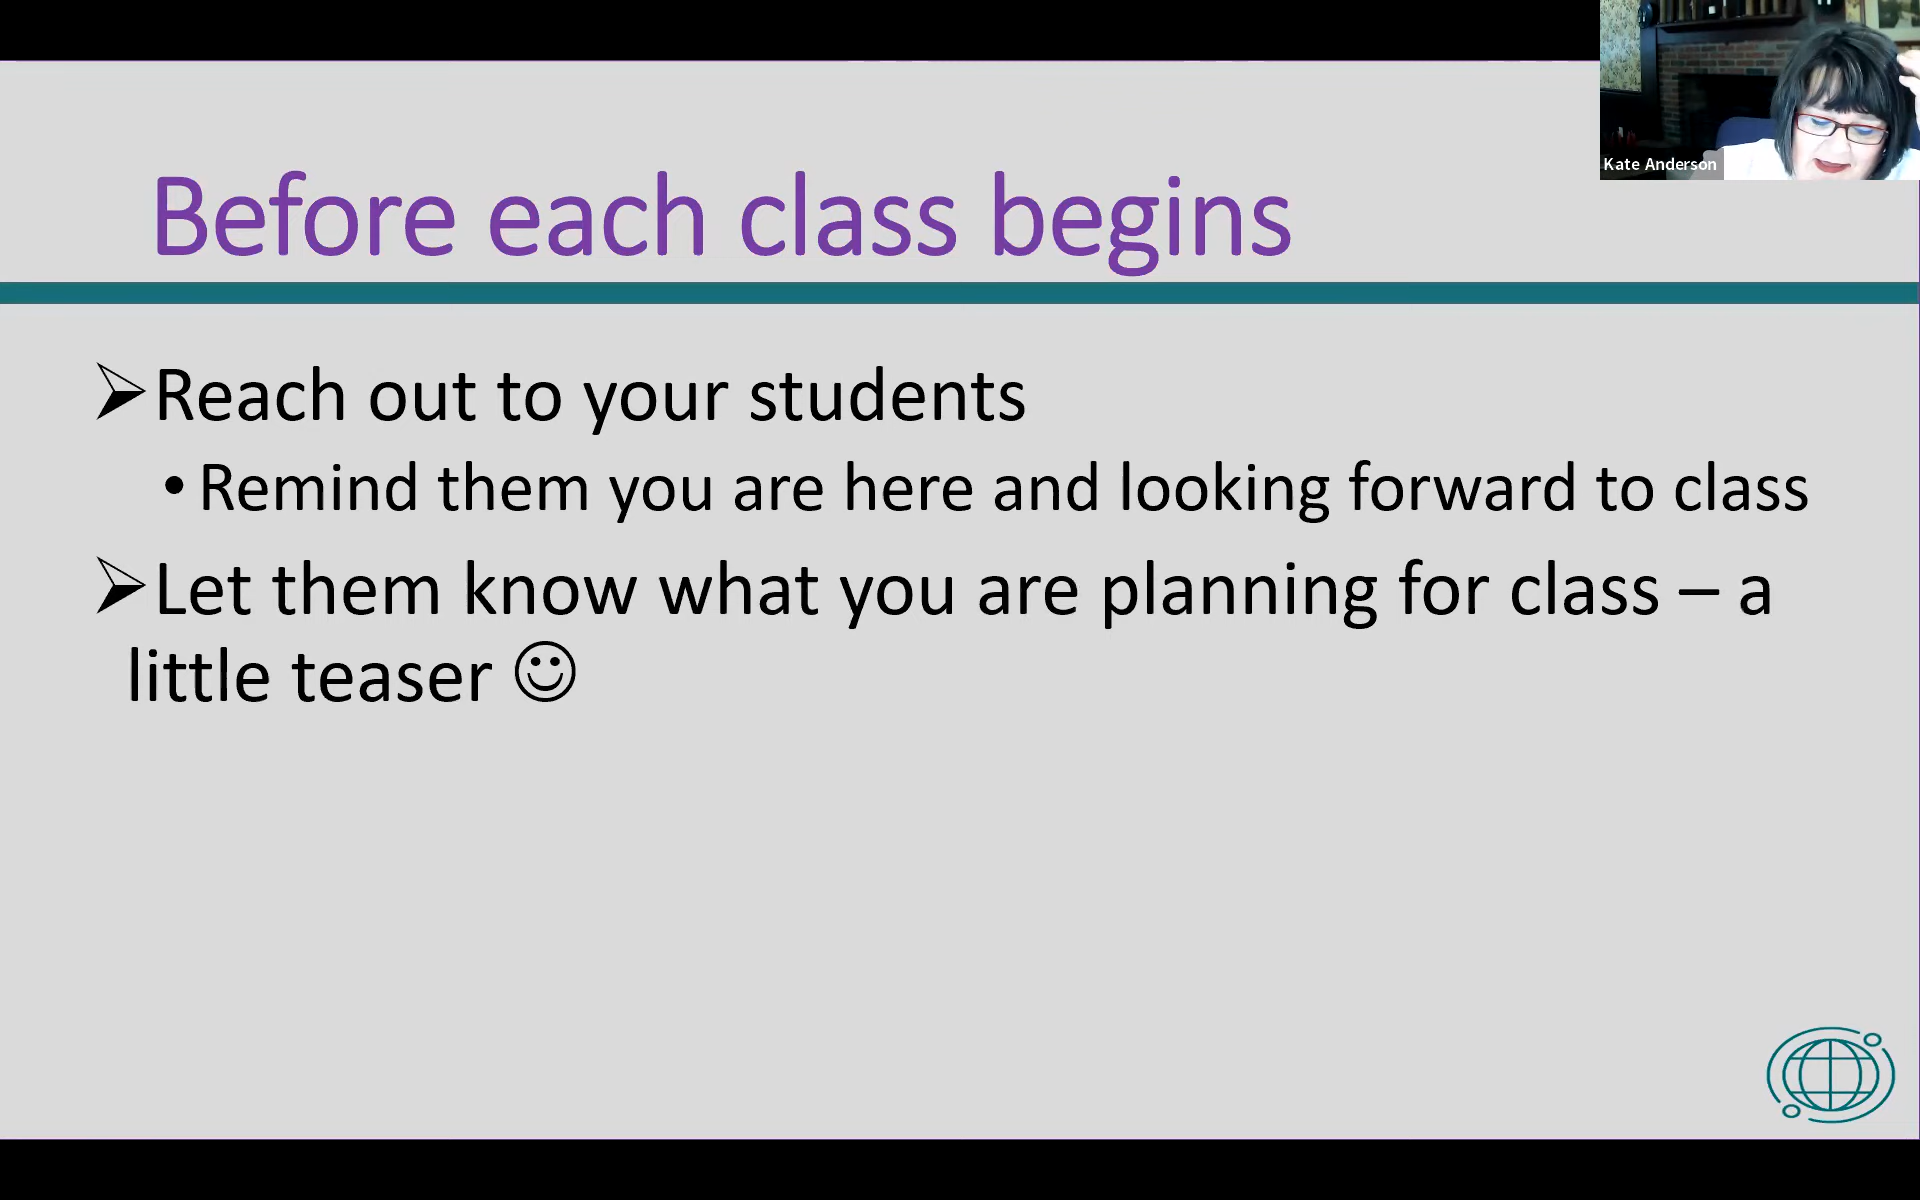 Kate Anderson
Before each class begins
➢Reach out to your students
• Remind them you are here and looking forward to class
➢Let them know what you are planning for class – a
little teaser ☺